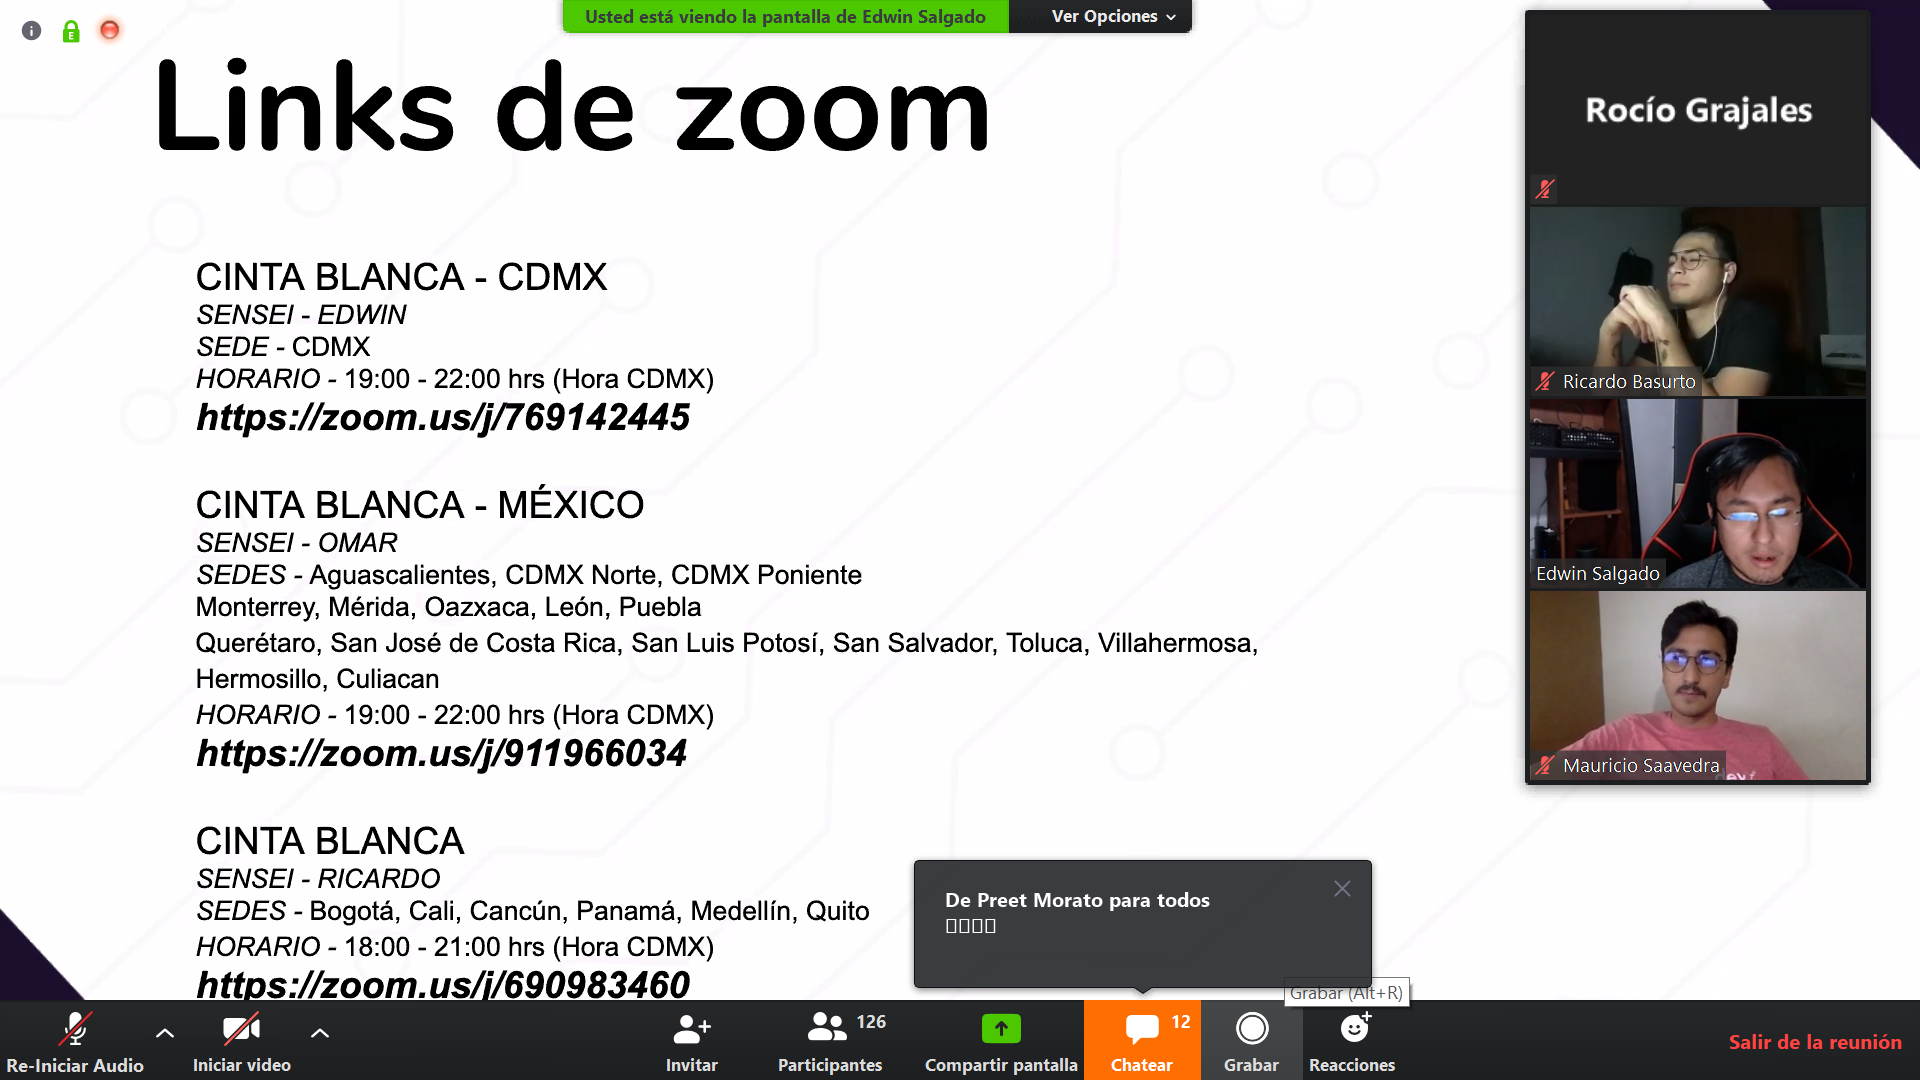 Usted está viendo la pantalla de Edwin Salgado
Ver Opciones
Links de zoom
CINTA BLANCA - CDMX
SENSEI - EDWIN
SEDE - CDMX
HORARIO - 19:00 - 22:00 hrs (Hora CDMX)
https://zoom.us/j/769142445
CINTA BLANCA - MÉXICO
SENSEI - OMAR
SEDES - Aguascalientes, CDMX Norte, CDMX Poniente
Monterrey, Mérida, Oazxaca, León, Puebla
Querétaro, San José de Costa Rica, San Luis Potosí, San Salvador, Toluca, Villahermosa,
Hermosillo, Culiacan
HORARIO - 19:00 - 22:00 hrs (Hora CDMX)
https://zoom.us/j/911966034
CINTA BLANCA
SENSEI - RICARDO
SEDES - Bogotá, Cali, Cancún, Panamá, Medellín, Quito
HORARIO - 18:00 - 21:00 hrs (Hora CDMX)
https://zoom.us/j/690983460
Rocío Grajales
Ricardo Basurto
Edwin Salgado
Mauricio Saavedra
De Preet Morato para todos
Grabar (Alt+R)
Re-Iniciar Audio
Iniciar video
Invitar
126
Participantes
Compartir pantalla
12
Chatear
Grabar
Reacciones
Salir de la reunión